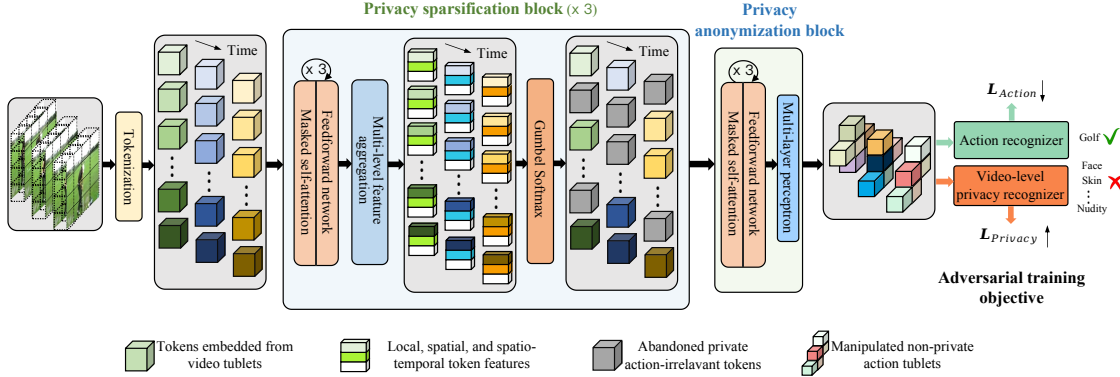 Privacy sparsification block (x 3)
Privacy
anonymization block
Time
Time
Time
x 3
x 3
Tokenization
Masked self-attention
Feedforward network
Multi-level feature
aggregation
Gumbel Softmax
Masked self-attention
Feedforward network
Multi-layer perceptron
L Action ↓
Action recognizer
Golf
Video-level
privacy recognizer
Face
Skin
⋮
Nudity
L Privacy ↑
Adversarial training
objective
Tokens embedded from
video tublets
Local, spatial, and spatio-
temporal token features
Abandoned private
action-irrelavant tokens
Manipulated non-private
action tublets